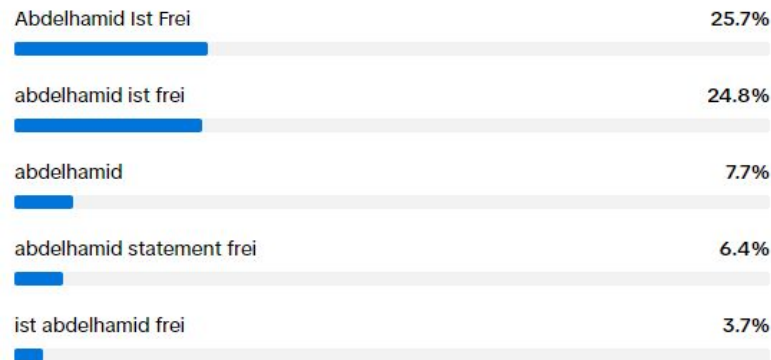 Abdelhamid Ist Frei 25.7%
abdelhamid ist frei 24.8%
abdelhamid 7.7%
abdelhamid statement frei 6.4%
ist abdelhamid frei 3.7%